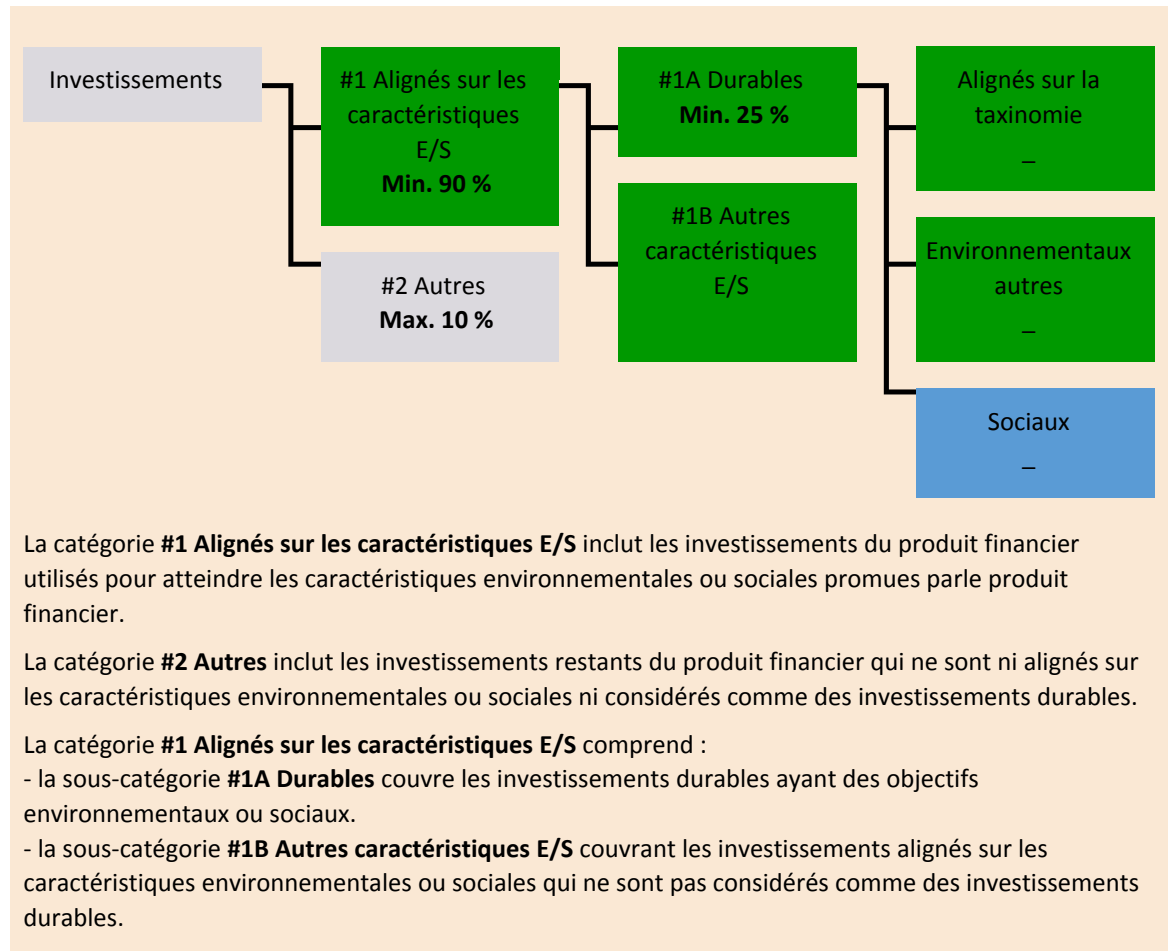 Investissements
#1 Alignés sur les
caractéristiques
E/S
Min. 90 %
#2 Autres
Max. 10 %
#1A Durables
Min. 25 %
#1B Autres
caractéristiques
E/S
Alignés sur la
taxinomie
–
Environnementaux
autres
–
Sociaux
–
La catégorie #1 Alignés sur les caractéristiques E/S inclut les investissements du produit financier
utilisés pour atteindre les caractéristiques environnementales ou sociales promues parle produit
financier.
La catégorie #2 Autres inclut les investissements restants du produit financier qui ne sont ni alignés sur
les caractéristiques environnementales ou sociales ni considérés comme des investissements durables.
La catégorie #1 Alignés sur les caractéristiques E/S comprend :
- la sous-catégorie #1A Durables couvre les investissements durables ayant des objectifs
environnementaux ou sociaux.
- la sous-catégorie #1B Autres caractéristiques E/S couvrant les investissements alignés sur les
caractéristiques environnementales ou sociales qui ne sont pas considérés comme des investissements
durables.